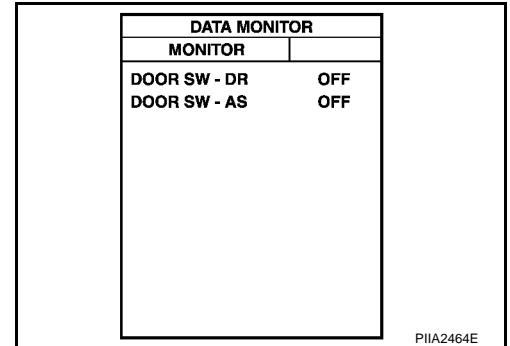 DATA MONITOR
MONITOR
DOOR SW - DR OFF
DOOR SW - AS OFF
PIIA2464E